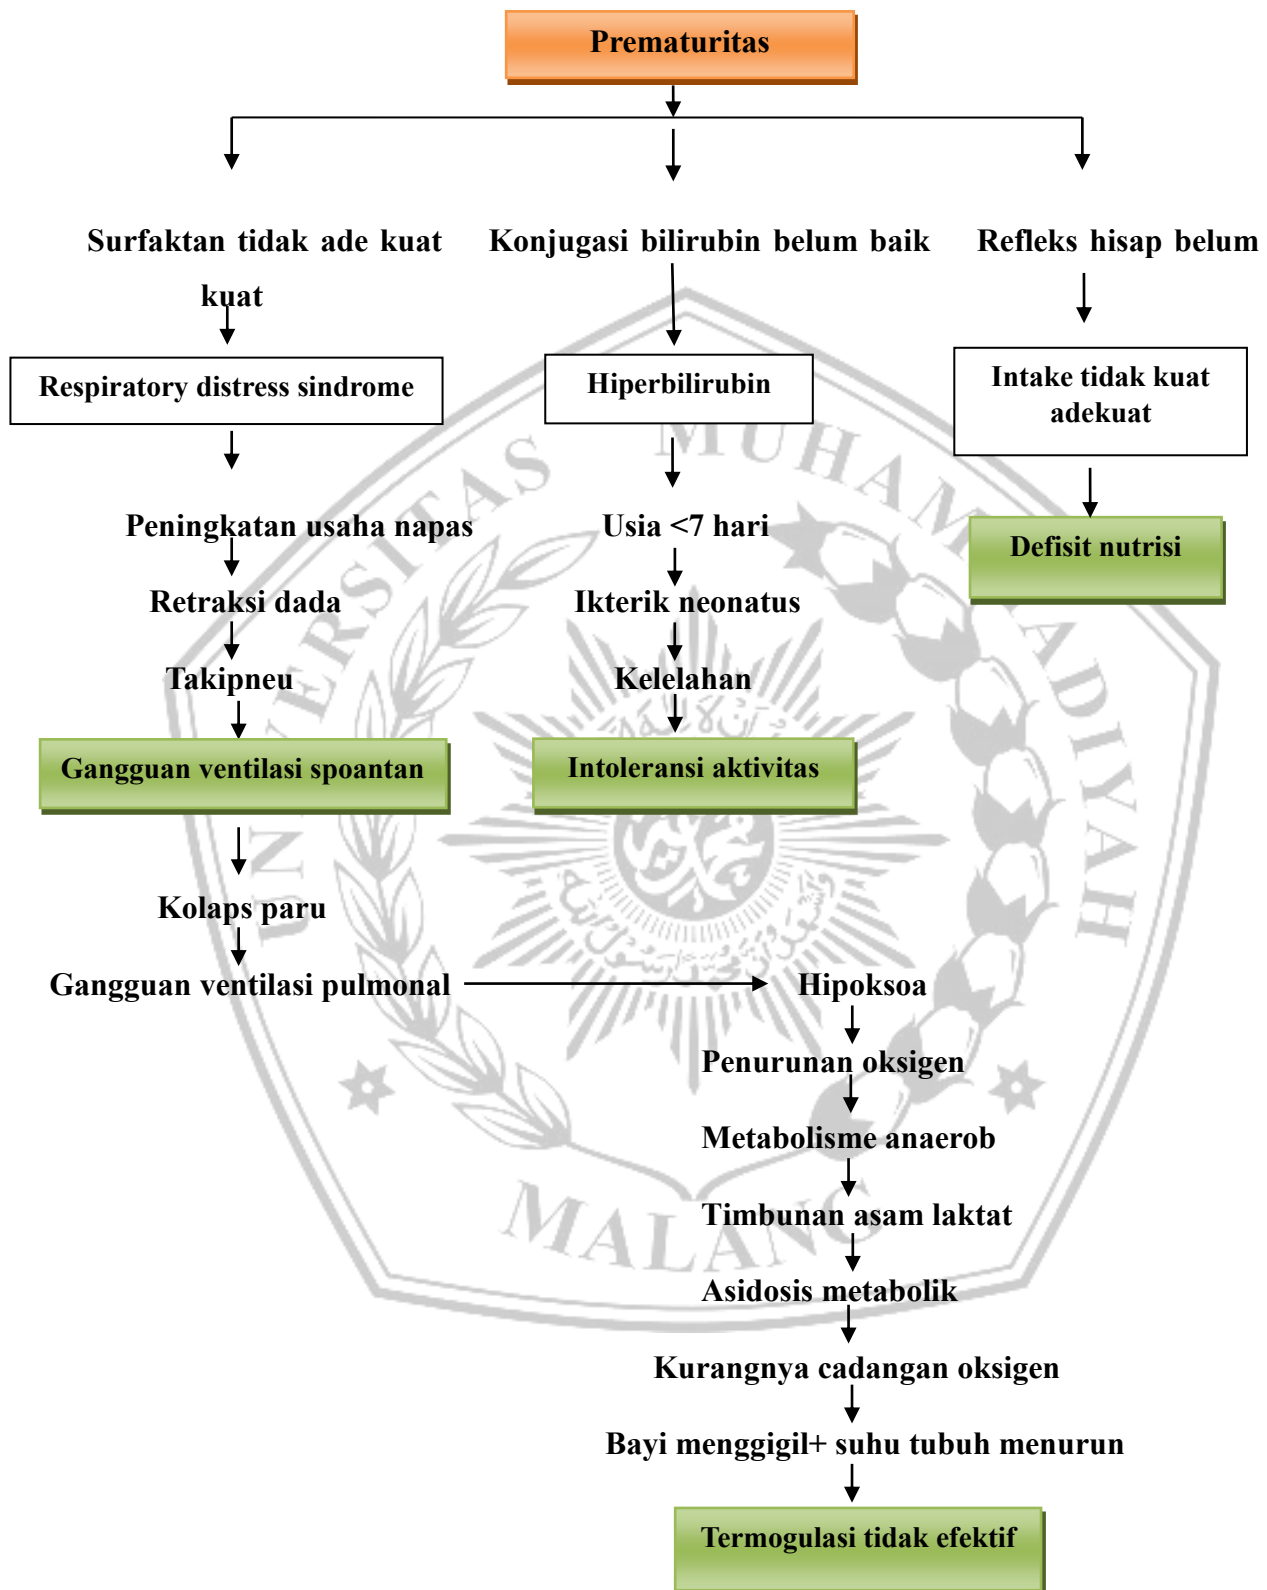 Prematuritas
Surfaktan tidak ade kuat
kuat
Konjugasi bilirubin belum baik
Refleks hisap belum
Respiratory distress sindrome
Hiperbilirubin
Intake tidak kuat
adekuat
Peningkatan usaha napas
Usia <7 hari
Defisit nutrisi
Retraksi dada
Ikterik neonatus
Takipneu
Kelelahan
Gangguan ventilasi spoantan
Intoleransi aktivitas
Kolaps paru
Gangguan ventilasi pulmonal
Hipoksoa
Penurunan oksigen
Metabolisme anaerob
Timbunan asam laktat
Asidosis metabolik
Kurangnya cadangan oksigen
Bayi menggigil+ suhu tubuh menurun
Termogulasi tidak efektif
UNIVERSITAS MUHAMMADIYAH
MALANG